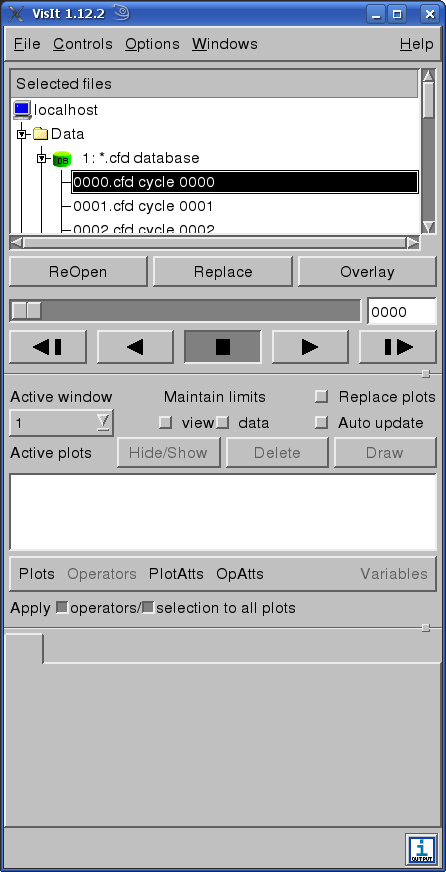 VisIt 1.12.2
File Controls Options Windows Help
Selected files
localhost
Data
1: *.cfd database
0000.cfd cycle 0000
0001.cfd cycle 0001
0002.cfd cycle 0002
ReOpen Replace Overlay
0000
Active window Maintain limits Replace plots
1 view data Auto update
Active plots Hide/Show Delete Draw
Plots Operators PlotAtts OpAtts Variables
Apply operators/ selection to all plots
OUTPUT